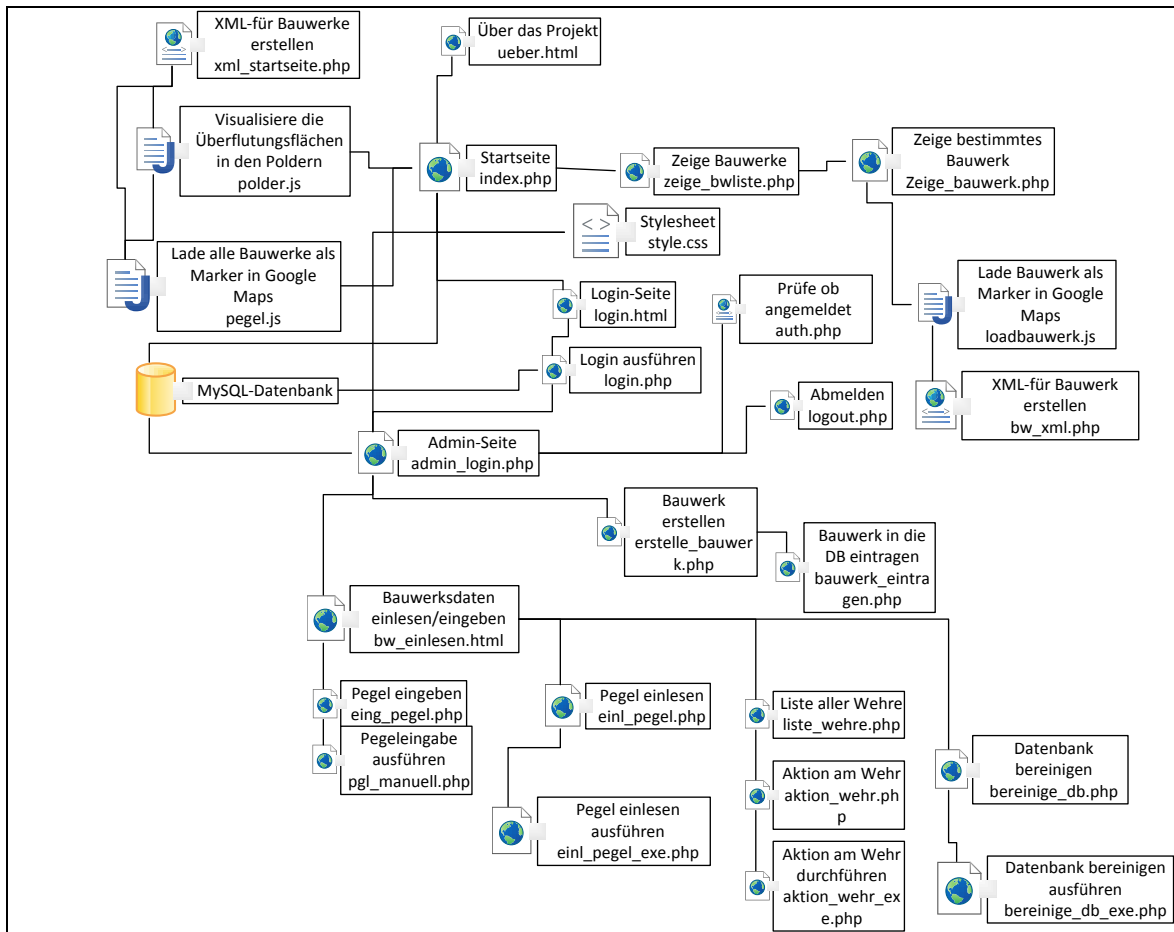 XML-für Bauwerke
erstellen
xml_startseite.php
Über das Projekt
ueber.html
Visualisiere die
Überflutungsflächen
in den Poldern
polder.js
Startseite
index.php
Zeige Bauwerke
zeige_bwliste.php
Zeige bestimmtes
Bauwerk
Zeige_bauwerk.php
Stylesheet
style.css
Lade alle Bauwerke als
Marker in Google
Maps
pegel.js
Login-Seite
login.html
Prüfe ob
angemeldet
auth.php
Lade Bauwerk als
Marker in Google
Maps
loadbauwerk.js
Login ausführen
login.php
MySQL-Datenbank
Abmelden
logout.php
XML-für Bauwerk
erstellen
bw_xml.php
Admin-Seite
admin_login.php
Bauwerk
erstellen
erstelle_bauwer
k.php
Bauwerk in die
DB eintragen
bauwerk_eintra
gen.php
Bauwerksdaten
einlesen/eingeben
bw_einlesen.html
Pegel eingeben
eing_pegel.php
Pegeleingabe
ausführen
pgl_manuell.php
Pegel einlesen
einl_pegel.php
Liste aller Wehre
liste_wehre.php
Datenbank
bereinigen
bereinige_db.php
Aktion am Wehr
aktion_wehr.ph
p
Pegel einlesen
ausführen
einl_pegel_exe.php
Aktion am Wehr
durchführen
aktion_wehr_ex
e.php
Datenbank bereinigen
ausführen
bereinige_db_exe.php